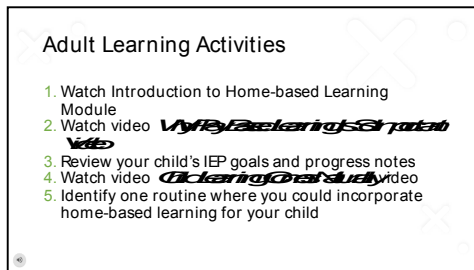 Adult Learning Activities
1. Watch Introduction to Home-based Learning
Module
2. Watch video
3. Review your child's IEP goals and progress notes
4. Watch video video
5. Identify one routine where you could incorporate
home-based learning for your child